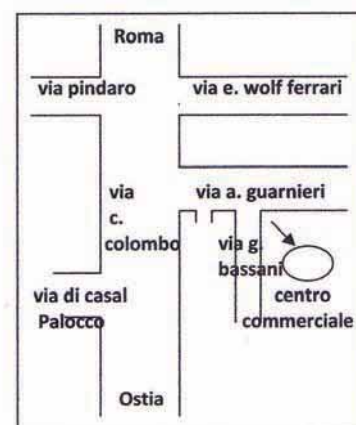 Roma
via pindaro
via e. wolf ferrari
via
c.
colombo
via a. guarnieri
via g.
bassani
via di casal
Palocco
centro
commerciale
Ostia